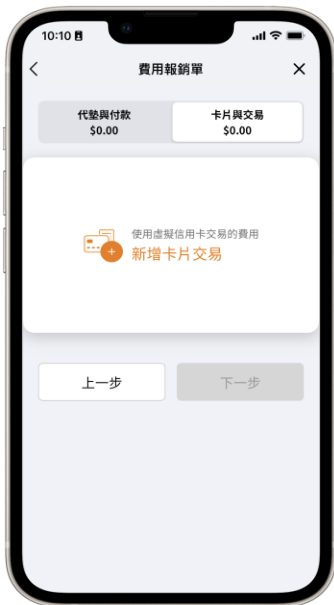 10:10
費用報銷單
代墊與付款
$0.00
卡片與交易
$0.00
使用虛擬信用卡交易的費用
新增卡片交易
上一步
下一步